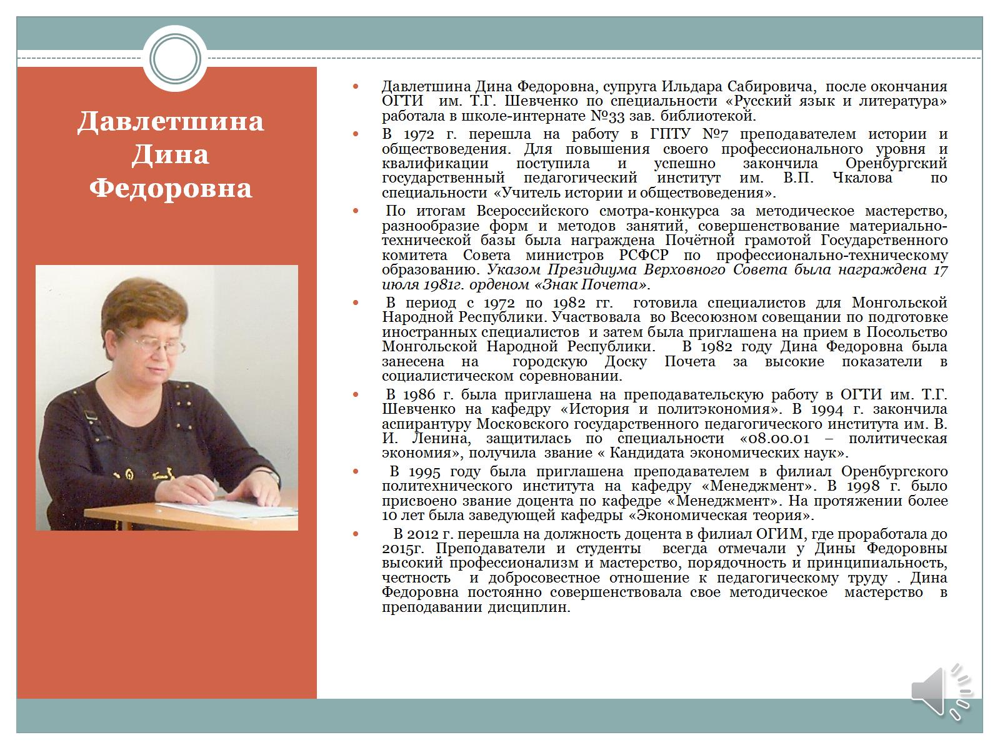 Давлетшина
Дина
Федоровна
• Давлетшина Дина Федоровна, супруга Ильдара Сабировича, после окончания
ОГТИ им. Т.Г. Шевченко по специальности «Русский язык и литература»
работала в школе-интернате №33 зав. библиотекой.
• В 1972 г. перешла на работу в ГПТУ №7 преподавателем истории и
обществоведения. Для повышения своего профессионального уровня и
квалификации поступила и успешно закончила Оренбургский
государственный педагогический институт им. В.П. Чкалова по
специальности «Учитель истории и обществоведения».
• По итогам Всероссийского смотра-конкурса за методическое мастерство,
разнообразие форм и методов занятий, совершенствование материально-
технической базы была награждена Почётной грамотой Государственного
комитета Совета министров РСФСР по профессионально-техническому
образованию. Указом Президиума Верховного Совета была награждена 17
июля 1981г. орденом «Знак Почета».
• В период с 1972 по 1982 гг. готовила специалистов для Монгольской
Народной Республики. Участвовала во Всесоюзном совещании по подготовке
иностранных специалистов и затем была приглашена на прием в Посольство
Монгольской Народной Республики. В 1982 году Дина Федоровна была
занесена на городскую Доску Почета за высокие показатели в
социалистическом соревновании.
• В 1986 г. была приглашена на преподавательскую работу в ОГТИ им. Т.Г.
Шевченко на кафедру «История и политэкономия». В 1994 г. закончила
аспирантуру Московского государственного педагогического института им. В.
И. Ленина, защитилась по специальности «08.00.01 – политическая
экономия», получила звание « Кандидата экономических наук».
• В 1995 году была приглашена преподавателем в филиал Оренбургского
политехнического института на кафедру «Менеджмент». В 1998 г. было
присвоено звание доцента по кафедре «Менеджмент». На протяжении более
10 лет была заведующей кафедры «Экономическая теория».
• В 2012 г. перешла на должность доцента в филиал ОГИМ, где проработала до
2015г. Преподаватели и студенты всегда отмечали у Дины Федоровны
высокий профессионализм и мастерство, порядочность и принципиальность,
честность и добросовестное отношение к педагогическому труду . Дина
Федоровна постоянно совершенствовала свое методическое мастерство в
преподавании дисциплин.